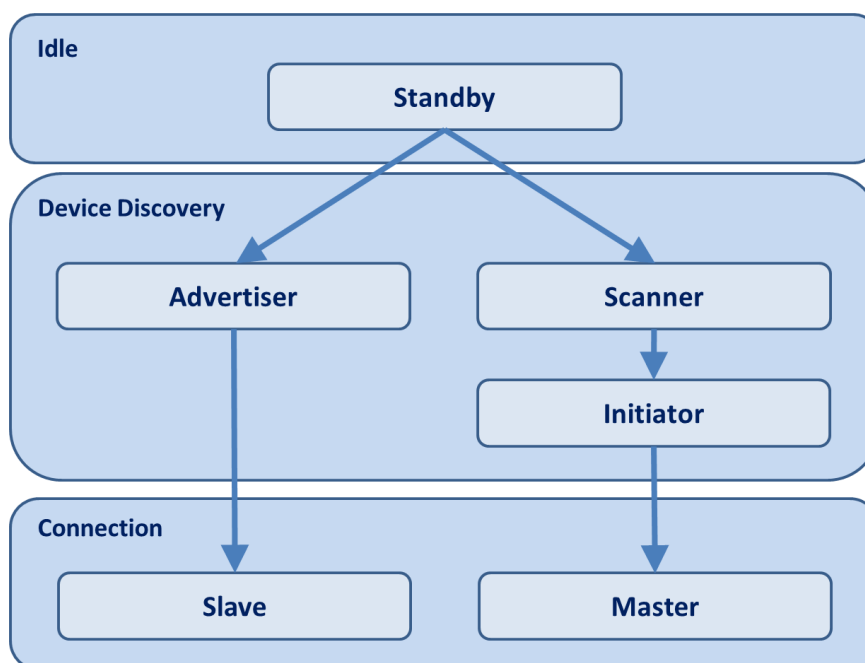 Idle
Standby
Device Discovery
Advertiser
Scanner
Initiator
Connection
Slave
Master